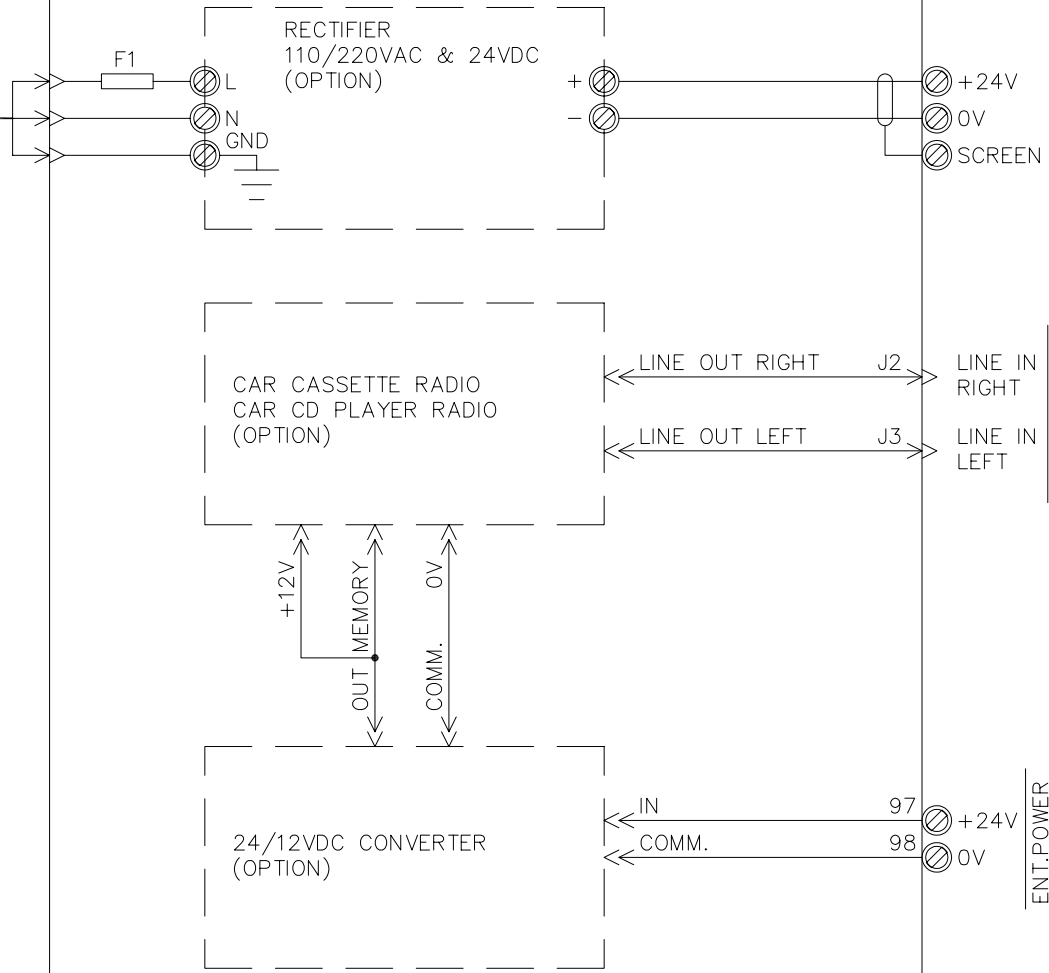 RECTIFIER
110/220VAC & 24VDC
(OPTION)
F1
L
N
GND
+
-
+24V
0V
SCREEN
CAR CASSETTE RADIO
CAR CD PLAYER RADIO
(OPTION)
LINE OUT RIGHT
J2
LINE IN
RIGHT
LINE OUT LEFT
J3
LINE IN
LEFT
+12V
MEMORY
0V
OUT
COMM.
24/12VDC CONVERTER
(OPTION)
IN
97
+24V
COMM.
98
0V
ENT.POWER